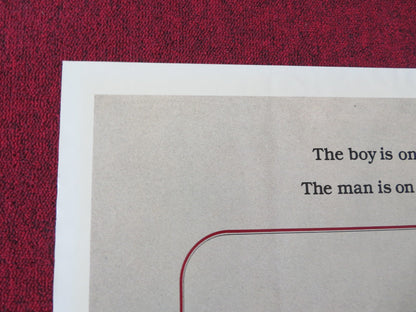 The boy is on
The man is on